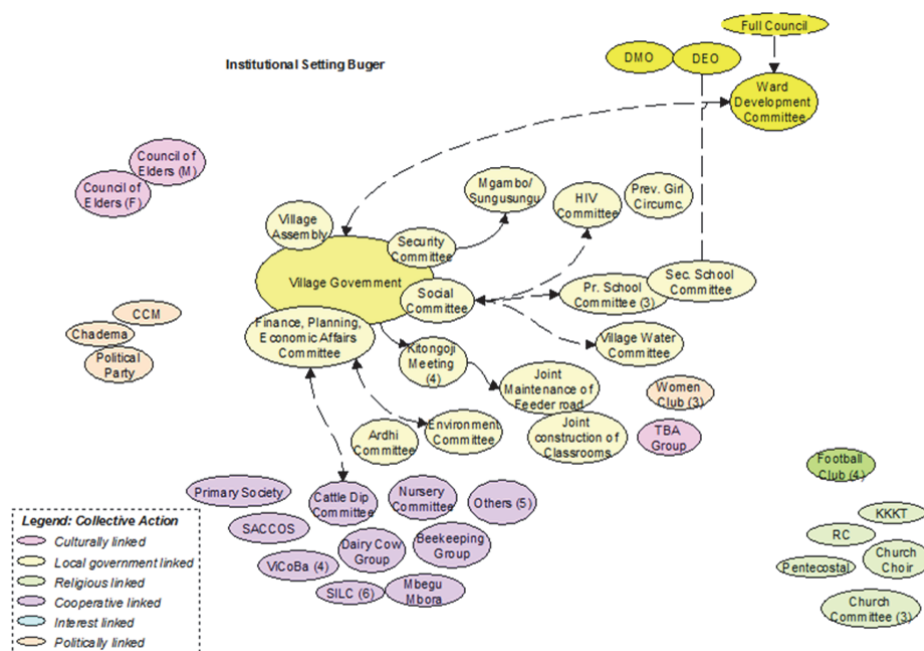 Full Council
Institutional Setting Buger
DMO
DEO
Ward
Development
Committee
Council of
Elders (M)
Council of
Elders (F)
Mgambo/
Sungusungu
HIV
Committee
Prev. Girl
Circumc.
Village
Assembly
Security
Committee
Village Government
Social
Committee
Pr. School
Committee (3)
Sec. School
Committee
CCM
Chadema
Political
Party
Finance, Planning,
Economic Affairs
Committee
Kitongoji
Meeting
(4)
Village Water
Committee
Joint
Maintenance of
Feeder road
Women
Club (3)
Ardhi
Committee
Environment
Committee
Joint
construction of
Classrooms
TBA
Group
Football
Club (4)
Primary Society
Cattle Dip
Committee
Nursery
Committee
Others (5)
SACCOS
Dairy Cow
Group
Beekeeping
Group
ViCoBa (4)
SILC (6)
Mbegu
Mbora
KKKT
RC
Pentecostal
Church
Choir
Church
Committee (3)
Legend: Collective Action
Culturally linked
Local government linked
Religious linked
Cooperative linked
Interest linked
Politically linked